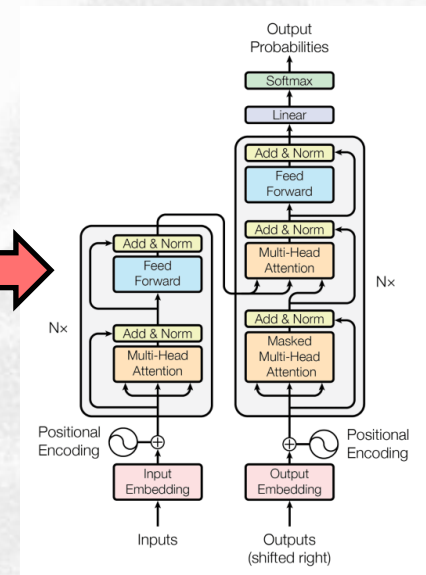 Output
Probabilities
Softmax
Linear
Add & Norm
Feed
Forward
Add & Norm
Multi-Head
Attention
Add & Norm
Masked
Multi-Head
Attention
N×
Add & Norm
Feed
Forward
Add & Norm
Multi-Head
Attention
N×
Positional
Encoding
Positional
Encoding
Input
Embedding
Output
Embedding
Inputs
Outputs
(shifted right)